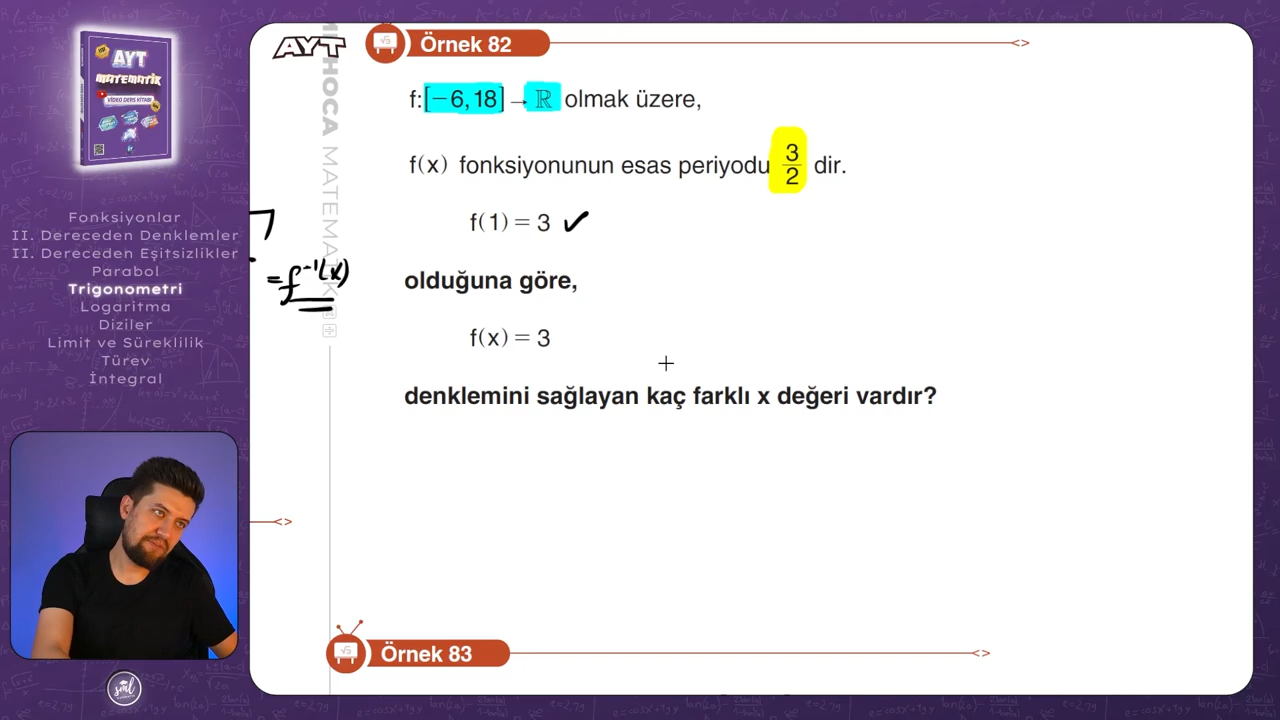 AYT
MATEMATİK
VİDEO DERS KİTABI
Fonksiyonlar
II. Dereceden Denklemler
II. Dereceden Eşitsizlikler
Parabol
Trigonometri
Logaritma
Diziler
Limit ve Süreklilik
Türev
İntegral
sml
AYT
HOCA MATEMATİK
= f⁻¹(x)
√3 Örnek 82
f:[−6,18] → ℝ olmak üzere,
f(x) fonksiyonunun esas periyodu 3/2 dir.
f(1) = 3 ✓
olduğuna göre,
f(x) = 3
denklemini sağlayan kaç farklı x değeri vardır?
Örnek 83